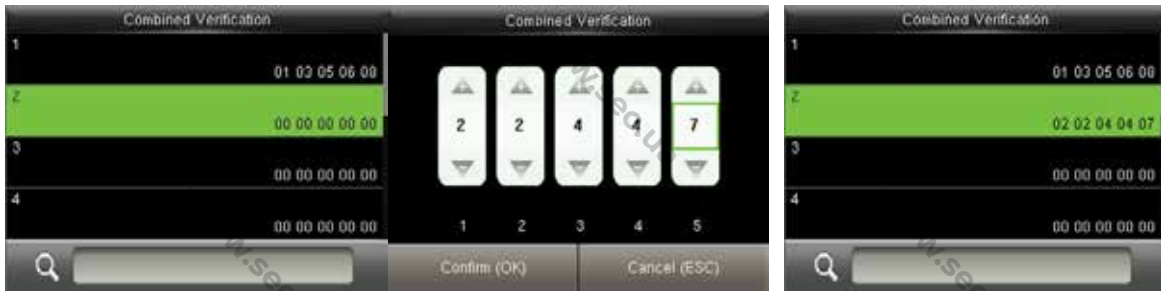 Combined Verification
1
01 03 05 06 08
2
00 00 00 00 00
3
00 00 00 00 00
4
00 00 00 00 00
Combined Verification
2 2 4 4 7
1 2 3 4 5
Confirm (OK) Cancel (ESC)
Combined Verification
1
01 03 05 06 08
2
02 02 04 04 07
3
00 00 00 00 00
4
00 00 00 00 00